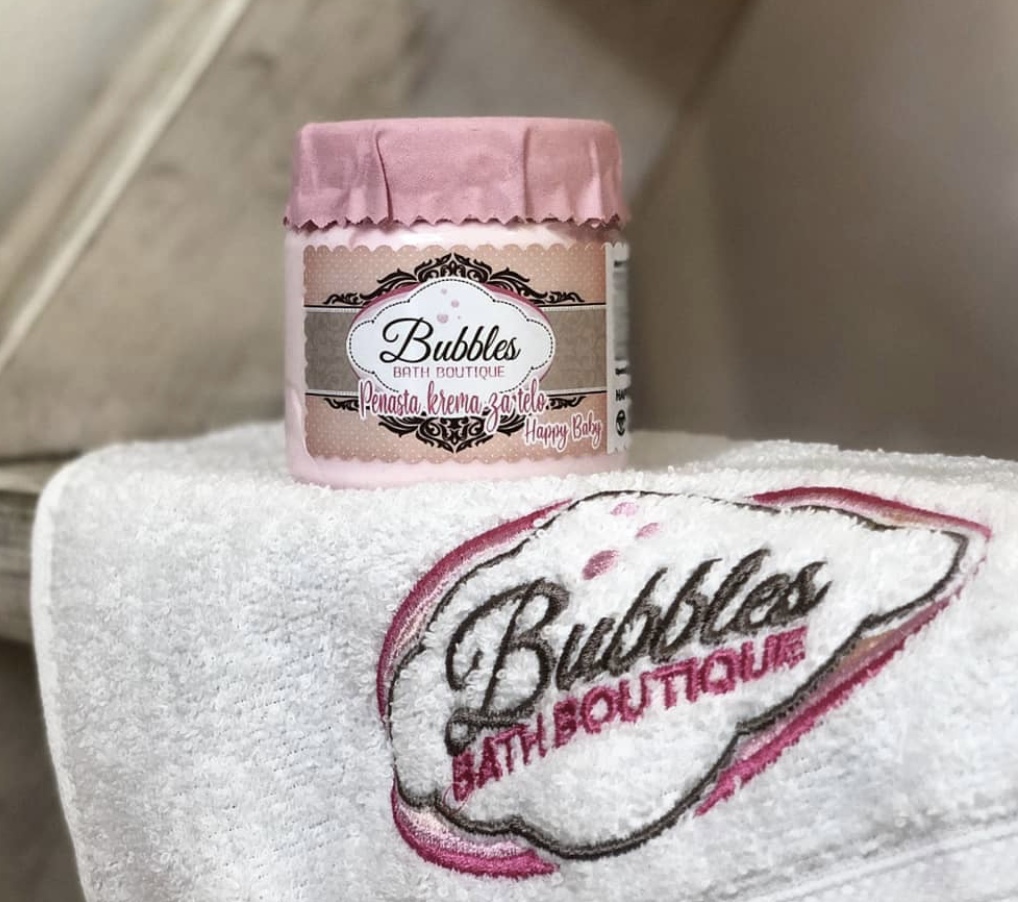 Bubbles
BATH BOUTIQUE
Penasta krema za telo
Happy Baby
Bubbles
BATH BOUTIQUE